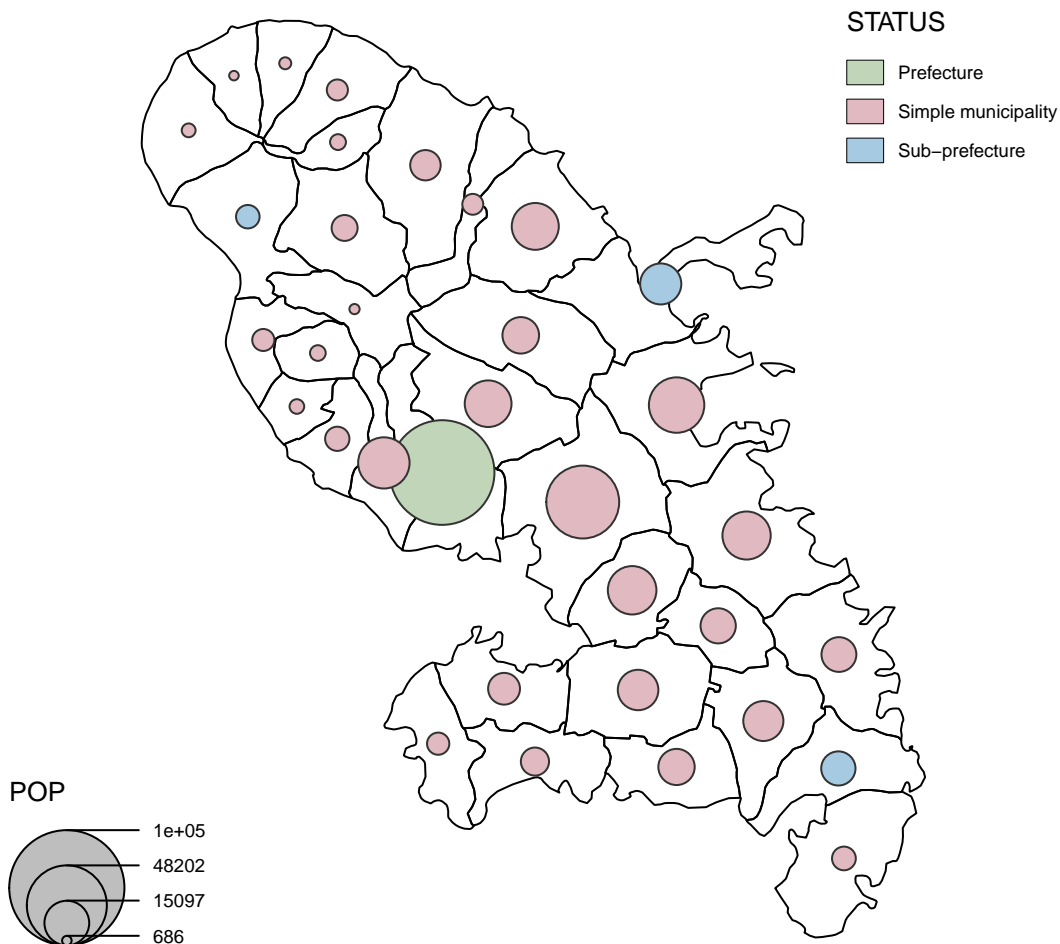 STATUS
Prefecture
Simple municipality
Sub−prefecture
POP
1e+05
48202
15097
686